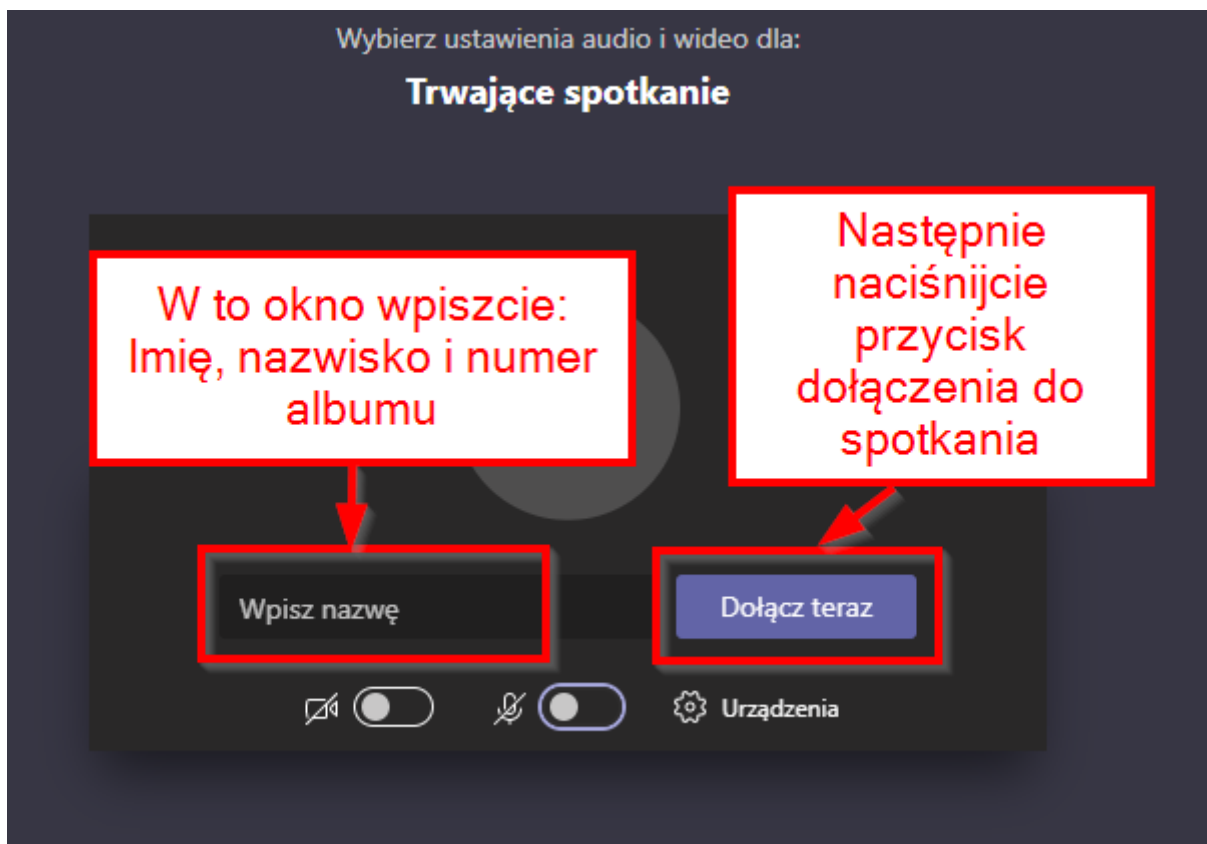 Wybierz ustawienia audio i wideo dla:
Trwające spotkanie
W to okno wpiszcie:
Imię, nazwisko i numer
albumu
Następnie
naciśnijcie
przycisk
dołączenia do
spotkania
Wpisz nazwę
Dołącz teraz
Urządzenia